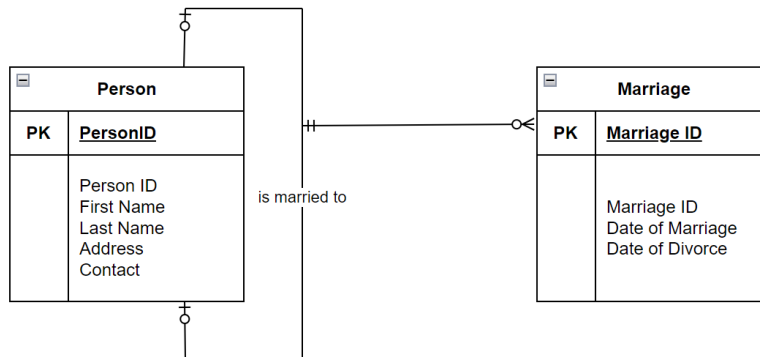 Person
PK PersonID
Person ID
First Name
Last Name
Address
Contact
is married to
Marriage
PK Marriage ID
Marriage ID
Date of Marriage
Date of Divorce